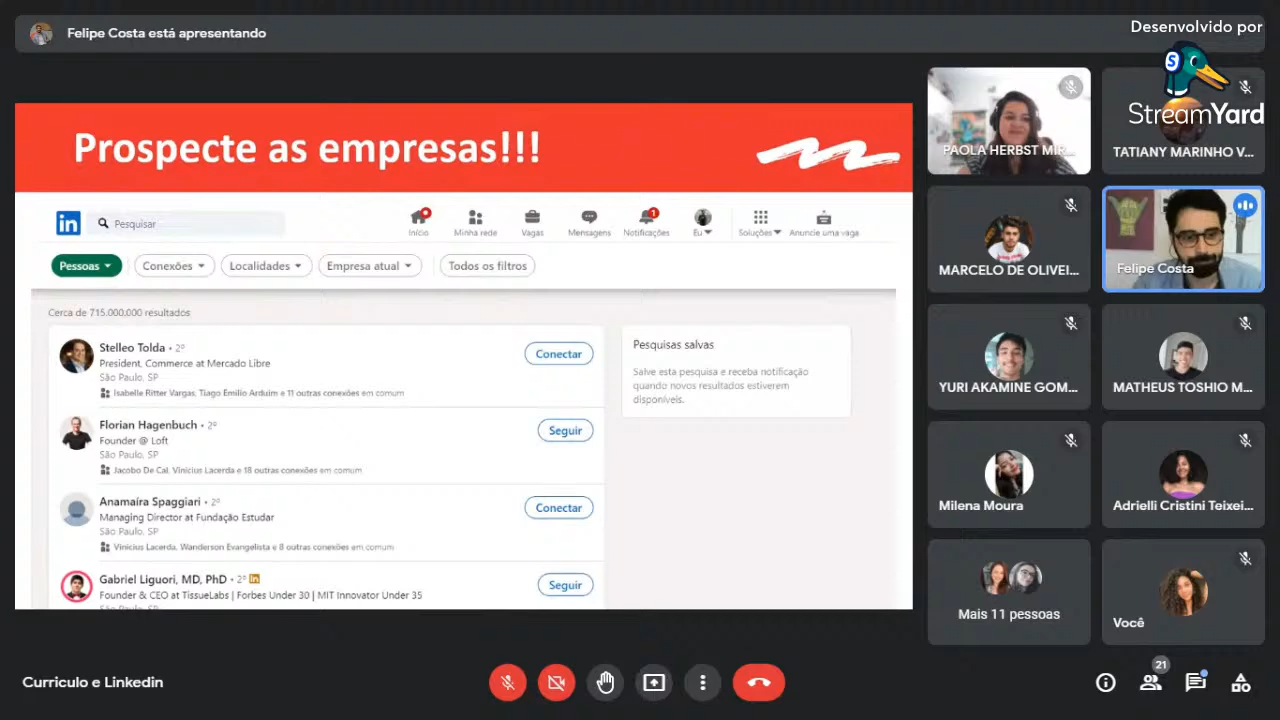 Felipe Costa está apresentando
Desenvolvido por
StreamYard
Prospecte as empresas!!!
in
Pesquisar
Início
Minha rede
Vagas
Mensagens
1
Notificações
Eu
Soluções
Anuncie uma vaga
Pessoas
Conexões
Localidades
Empresa atual
Todos os filtros
Cerca de 715.000.000 resultados
Stelleo Tolda • 2º
President, Commerce at Mercado Libre
São Paulo, SP
Isabelle Ritter Vargas, Tiago Emilio Arduim e 11 outras conexões em comum
Conectar
Florian Hagenbuch • 2º
Founder @ Loft
São Paulo, SP
Jacobo De Cal, Vinicius Lacerda e 18 outras conexões em comum
Seguir
Anamaíra Spaggiari • 2º
Managing Director at Fundação Estudar
São Paulo, SP
Vinicius Lacerda, Wanderson Evangelista e 8 outras conexões em comum
Conectar
Gabriel Liguori, MD, PhD • 2º in
Founder & CEO at TissueLabs | Forbes Under 30 | MIT Innovator Under 35
São Paulo, SP
Seguir
Pesquisas salvas
Salve esta pesquisa e receba notificação
quando novos resultados estiverem
disponíveis.
PAOLA HERBST MIR...
TATIANY MARINHO V...
MARCELO DE OLIVEI...
Felipe Costa
YURI AKAMINE GOM...
MATHEUS TOSHIO M...
Milena Moura
Adrielli Cristini Teixei...
Mais 11 pessoas
Você
Curriculo e Linkedin
21